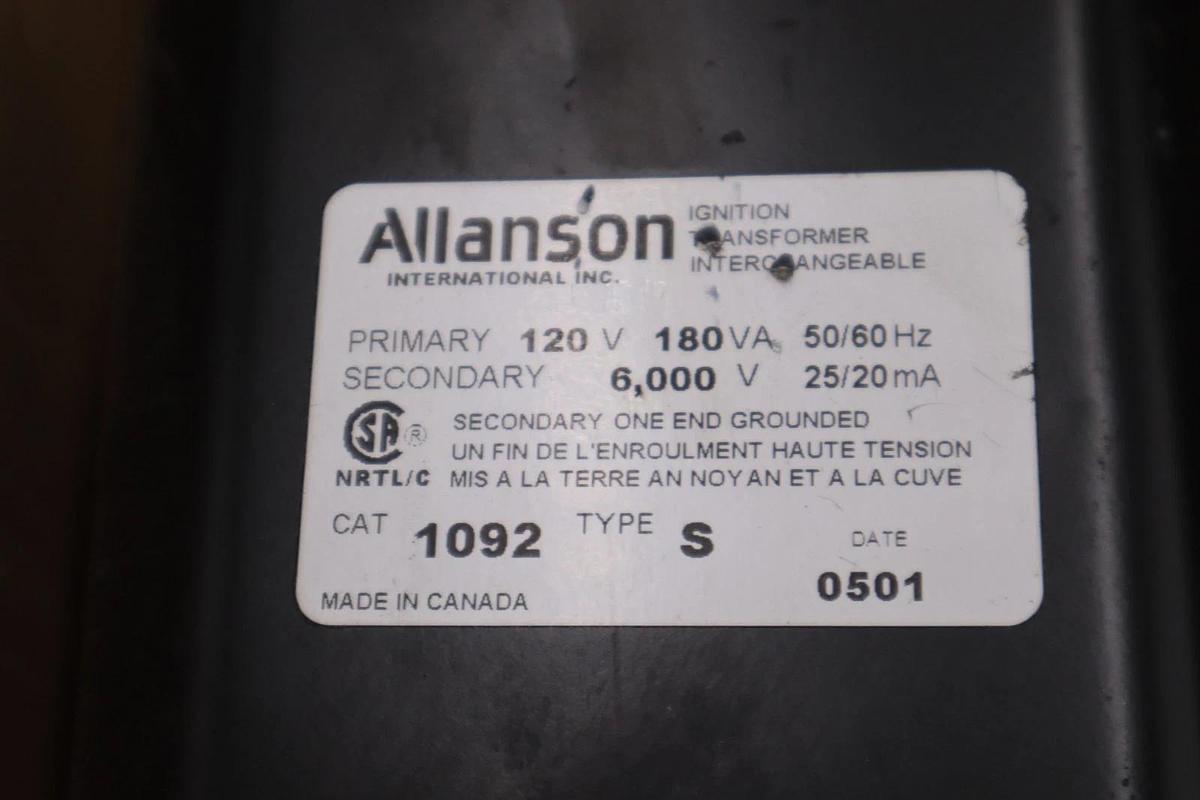 Allanson
INTERNATIONAL INC.
IGNITION
TRANSFORMER
INTERCHANGEABLE
PRIMARY 120 V 180 VA 50/60 Hz
SECONDARY 6,000 V 25/20 mA
CSA ®
NRTL/C
SECONDARY ONE END GROUNDED
UN FIN DE L'ENROULMENT HAUTE TENSION
MIS A LA TERRE AN NOYAN ET A LA CUVE
CAT 1092 TYPE S
DATE
0501
MADE IN CANADA